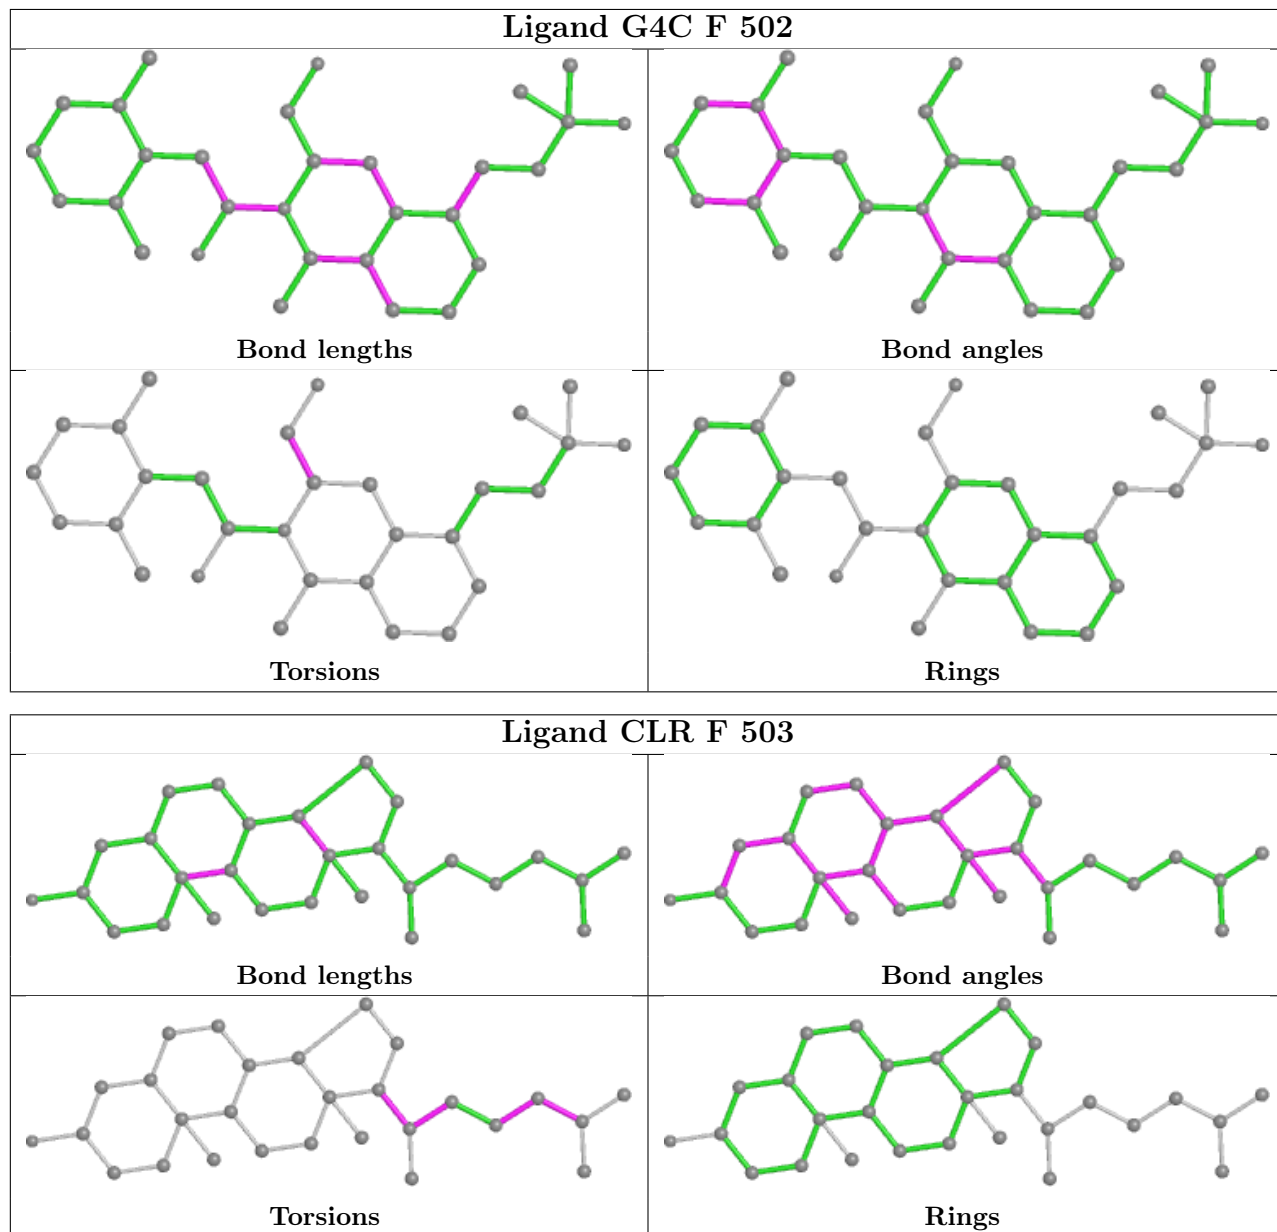 Ligand G4C F 502
Bond lengths
Bond angles
Torsions
Rings
Ligand CLR F 503
Bond lengths
Bond angles
Torsions
Rings